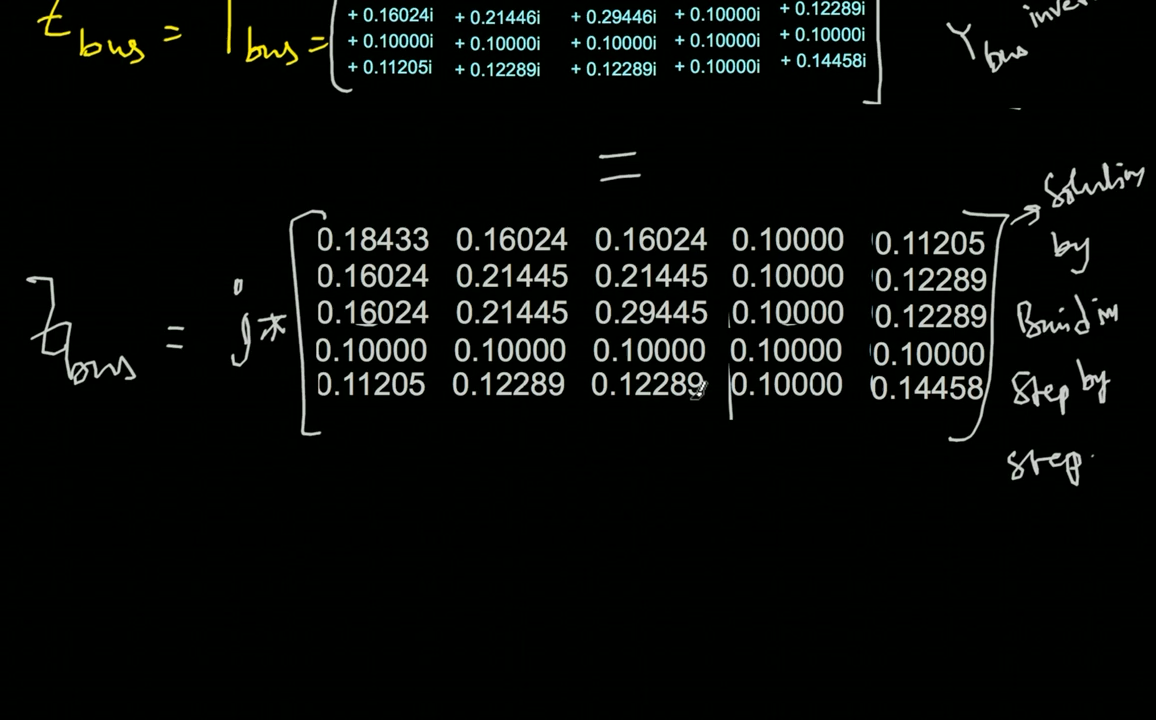 + 0.16024i + 0.21446i + 0.29446i + 0.10000i + 0.12289i
Z bus = Y bus = + 0.10000i + 0.10000i + 0.10000i + 0.10000i + 0.10000i
+ 0.11205i + 0.12289i + 0.12289i + 0.10000i + 0.14458i
Y bus
=
0.18433 0.16024 0.16024 0.10000 0.11205
0.16024 0.21445 0.21445 0.10000 0.12289
0.16024 0.21445 0.29445 0.10000 0.12289
0.10000 0.10000 0.10000 0.10000 0.10000
0.11205 0.12289 0.12289 0.10000 0.14458
Z bus = j *
→ Solution
by
Step by
step.